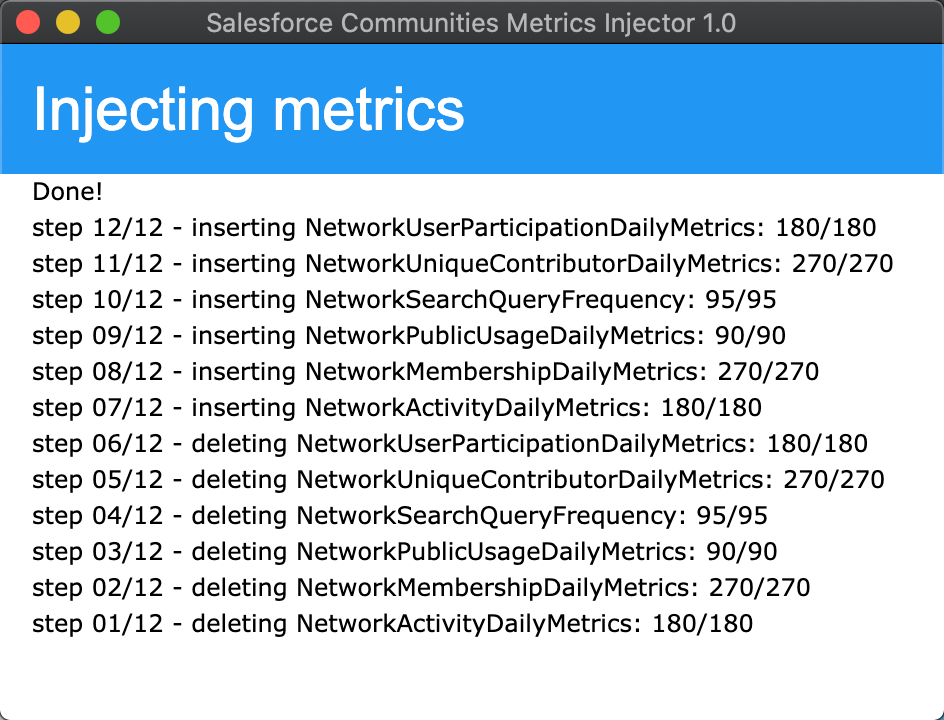 Salesforce Communities Metrics Injector 1.0
Injecting metrics
Done!
step 12/12 - inserting NetworkUserParticipationDailyMetrics: 180/180
step 11/12 - inserting NetworkUniqueContributorDailyMetrics: 270/270
step 10/12 - inserting NetworkSearchQueryFrequency: 95/95
step 09/12 - inserting NetworkPublicUsageDailyMetrics: 90/90
step 08/12 - inserting NetworkMembershipDailyMetrics: 270/270
step 07/12 - inserting NetworkActivityDailyMetrics: 180/180
step 06/12 - deleting NetworkUserParticipationDailyMetrics: 180/180
step 05/12 - deleting NetworkUniqueContributorDailyMetrics: 270/270
step 04/12 - deleting NetworkSearchQueryFrequency: 95/95
step 03/12 - deleting NetworkPublicUsageDailyMetrics: 90/90
step 02/12 - deleting NetworkMembershipDailyMetrics: 270/270
step 01/12 - deleting NetworkActivityDailyMetrics: 180/180